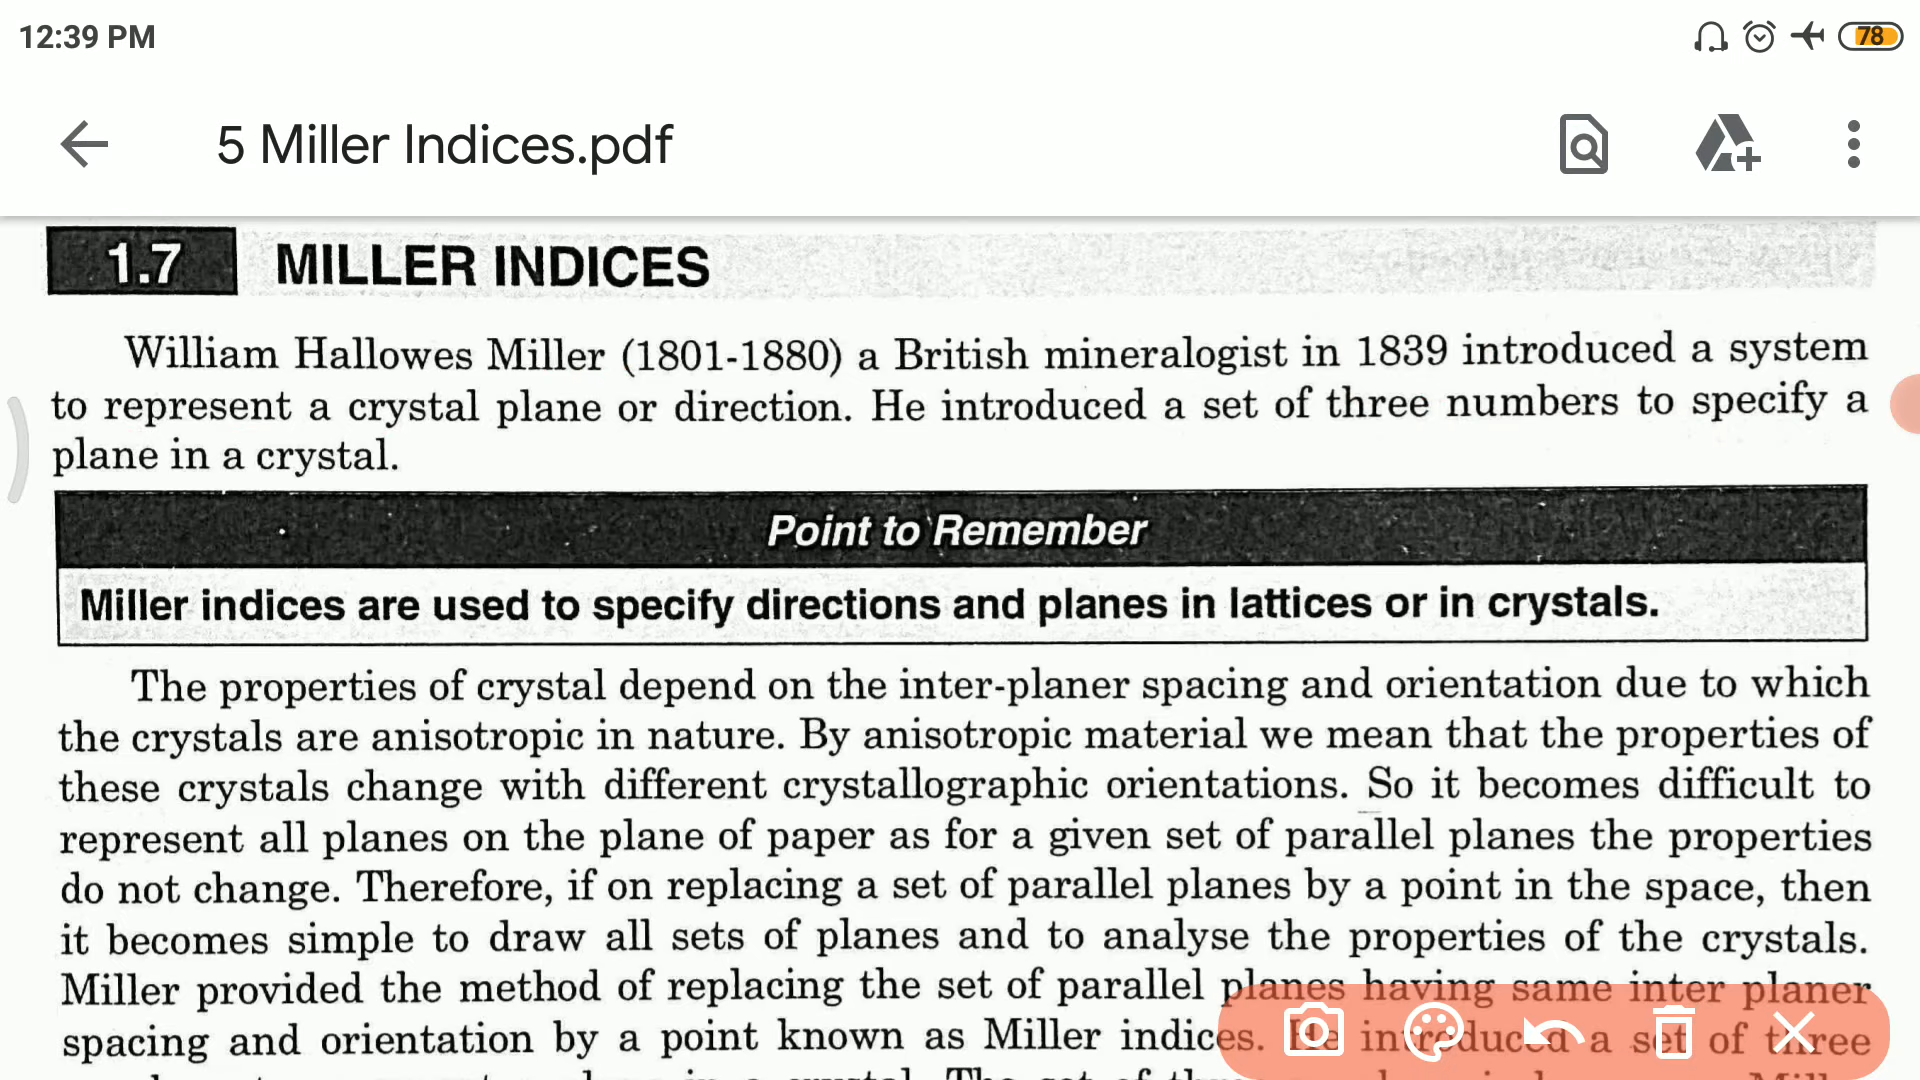 12:39 PM
78
5 Miller Indices.pdf
1.7 MILLER INDICES
William Hallowes Miller (1801-1880) a British mineralogist in 1839 introduced a system
to represent a crystal plane or direction. He introduced a set of three numbers to specify a
plane in a crystal.
Point to Remember
Miller indices are used to specify directions and planes in lattices or in crystals.
The properties of crystal depend on the inter-planer spacing and orientation due to which
the crystals are anisotropic in nature. By anisotropic material we mean that the properties of
these crystals change with different crystallographic orientations. So it becomes difficult to
represent all planes on the plane of paper as for a given set of parallel planes the properties
do not change. Therefore, if on replacing a set of parallel planes by a point in the space, then
it becomes simple to draw all sets of planes and to analyse the properties of the crystals.
Miller provided the method of replacing the set of parallel planes having same inter planer
spacing and orientation by a point known as Miller indices. He introduced a set of three